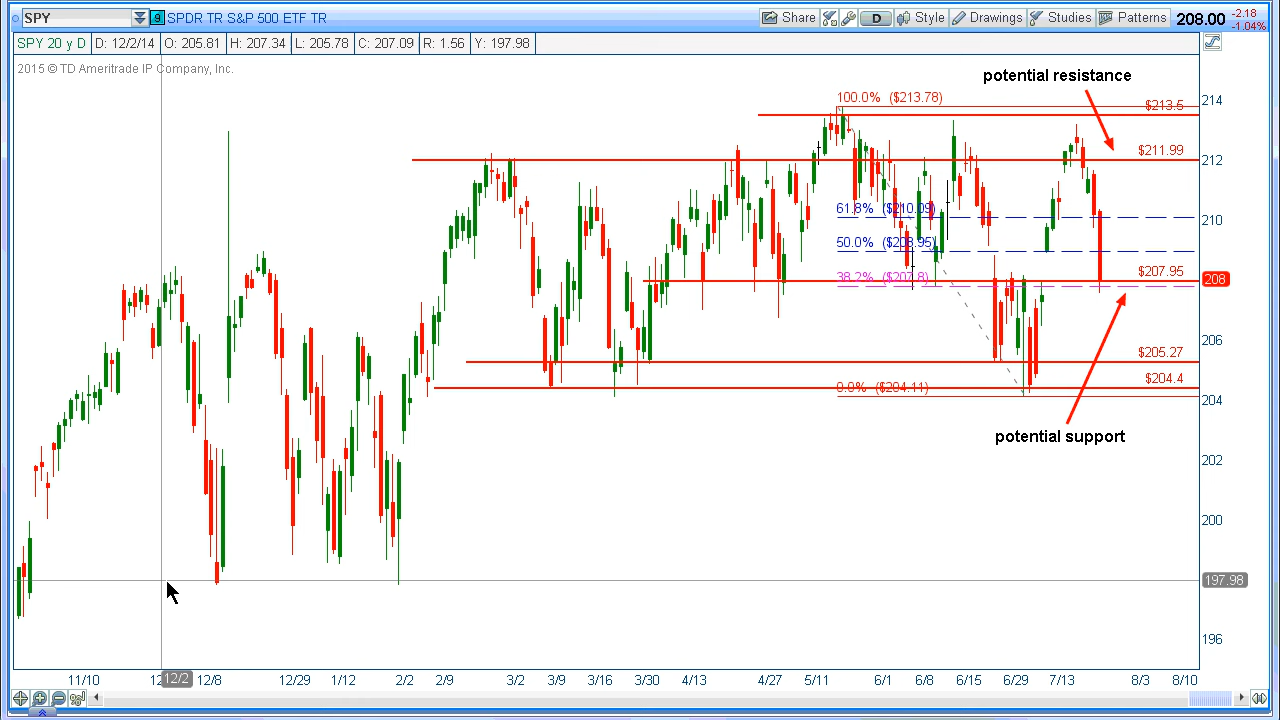 SPY
SPDR TR S&P 500 ETF TR
Share
D
Style
Drawings
Studies
Patterns
208.00
-2.18
-1.04%
SPY 20 y D
D: 12/2/14
O: 205.81
H: 207.34
L: 205.78
C: 207.09
R: 1.56
Y: 197.98
2015 © TD Ameritrade IP Company, Inc.
potential resistance
100.0% ($213.78)
$213.5
214
$211.99
212
61.8% ($210.09)
210
50.0% ($208.95)
$207.95
38.2% ($207.8)
208
206
$205.27
$204.4
0.0% ($204.11)
204
potential support
202
200
197.98
196
11/10
12/2
12/8
12/29
1/12
2/2
2/9
3/2
3/9
3/16
3/30
4/13
4/27
5/11
6/1
6/8
6/15
6/29
7/13
8/3
8/10